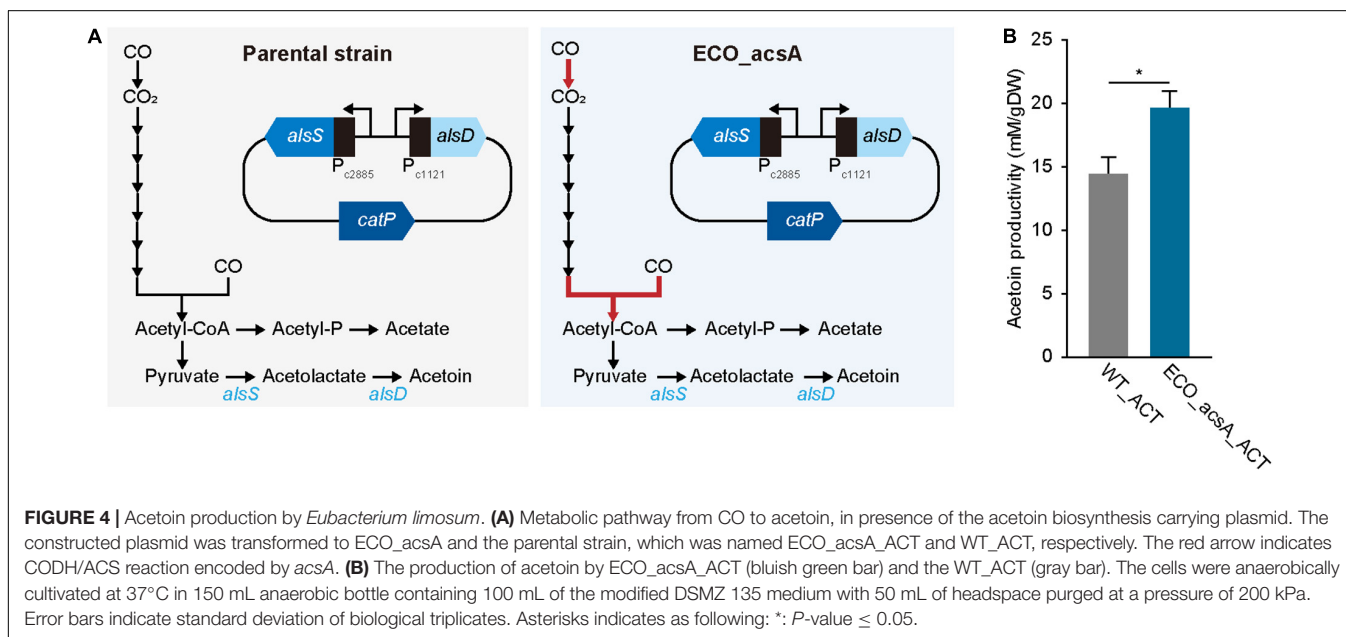 A
Parental strain
CO
CO₂
alsS
alsD
P c2885
P c1121
catP
CO
Acetyl-CoA
Acetyl-P
Acetate
Pyruvate
Acetolactate
Acetoin
alsS
alsD
ECO_acsA
CO
CO₂
alsS
alsD
P c2885
P c1121
catP
CO
Acetyl-CoA
Acetyl-P
Acetate
Pyruvate
Acetolactate
Acetoin
alsS
alsD
B
Acetoin productivity (mM/gDW)
25
20
15
10
5
0
*
WT_ACT
ECO_acsA_ACT
FIGURE 4 | Acetoin production by Eubacterium limosum. (A) Metabolic pathway from CO to acetoin, in presence of the acetoin biosynthesis carrying plasmid. The
constructed plasmid was transformed to ECO_acsA and the parental strain, which was named ECO_acsA_ACT and WT_ACT, respectively. The red arrow indicates
CODH/ACS reaction encoded by acsA. (B) The production of acetoin by ECO_acsA_ACT (bluish green bar) and the WT_ACT (gray bar). The cells were anaerobically
cultivated at 37°C in 150 mL anaerobic bottle containing 100 mL of the modified DSMZ 135 medium with 50 mL of headspace purged at a pressure of 200 kPa.
Error bars indicate standard deviation of biological triplicates. Asterisks indicates as following: *: P-value ≤ 0.05.